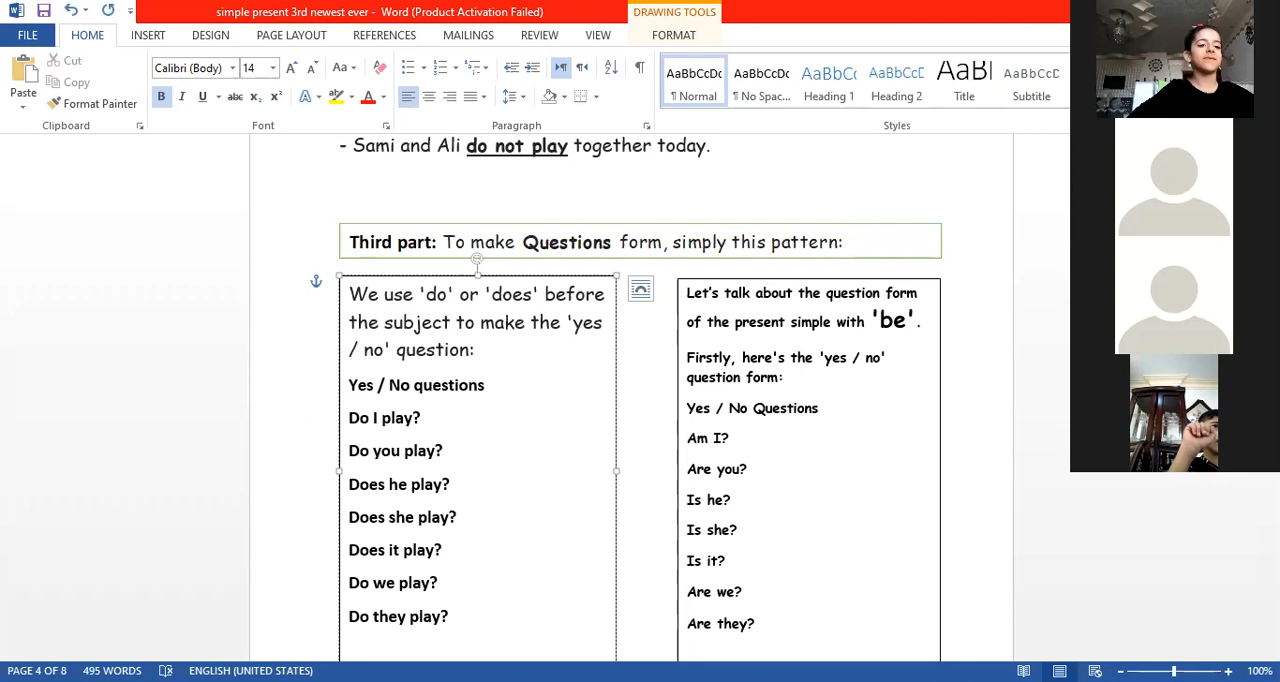 simple present 3rd newest ever - Word (Product Activation Failed)
DRAWING TOOLS
FILE HOME INSERT DESIGN PAGE LAYOUT REFERENCES MAILINGS REVIEW VIEW FORMAT
Paste
Cut
Copy
Format Painter
Clipboard
Calibri (Body) 14
Font
Paragraph
AaBbCcDc AaBbCcDc AaBbCc AaBbCcD AaBl AaBbCcD
¶ Normal ¶ No Spac... Heading 1 Heading 2 Title Subtitle
Styles
- Sami and Ali do not play together today.
Third part: To make Questions form, simply this pattern:
We use 'do' or 'does' before
the subject to make the 'yes
/ no' question:
Yes / No questions
Do I play?
Do you play?
Does he play?
Does she play?
Does it play?
Do we play?
Do they play?
Let's talk about the question form
of the present simple with 'be'.
Firstly, here's the 'yes / no'
question form:
Yes / No Questions
Am I?
Are you?
Is he?
Is she?
Is it?
Are we?
Are they?
PAGE 4 OF 8 495 WORDS ENGLISH (UNITED STATES) 100%